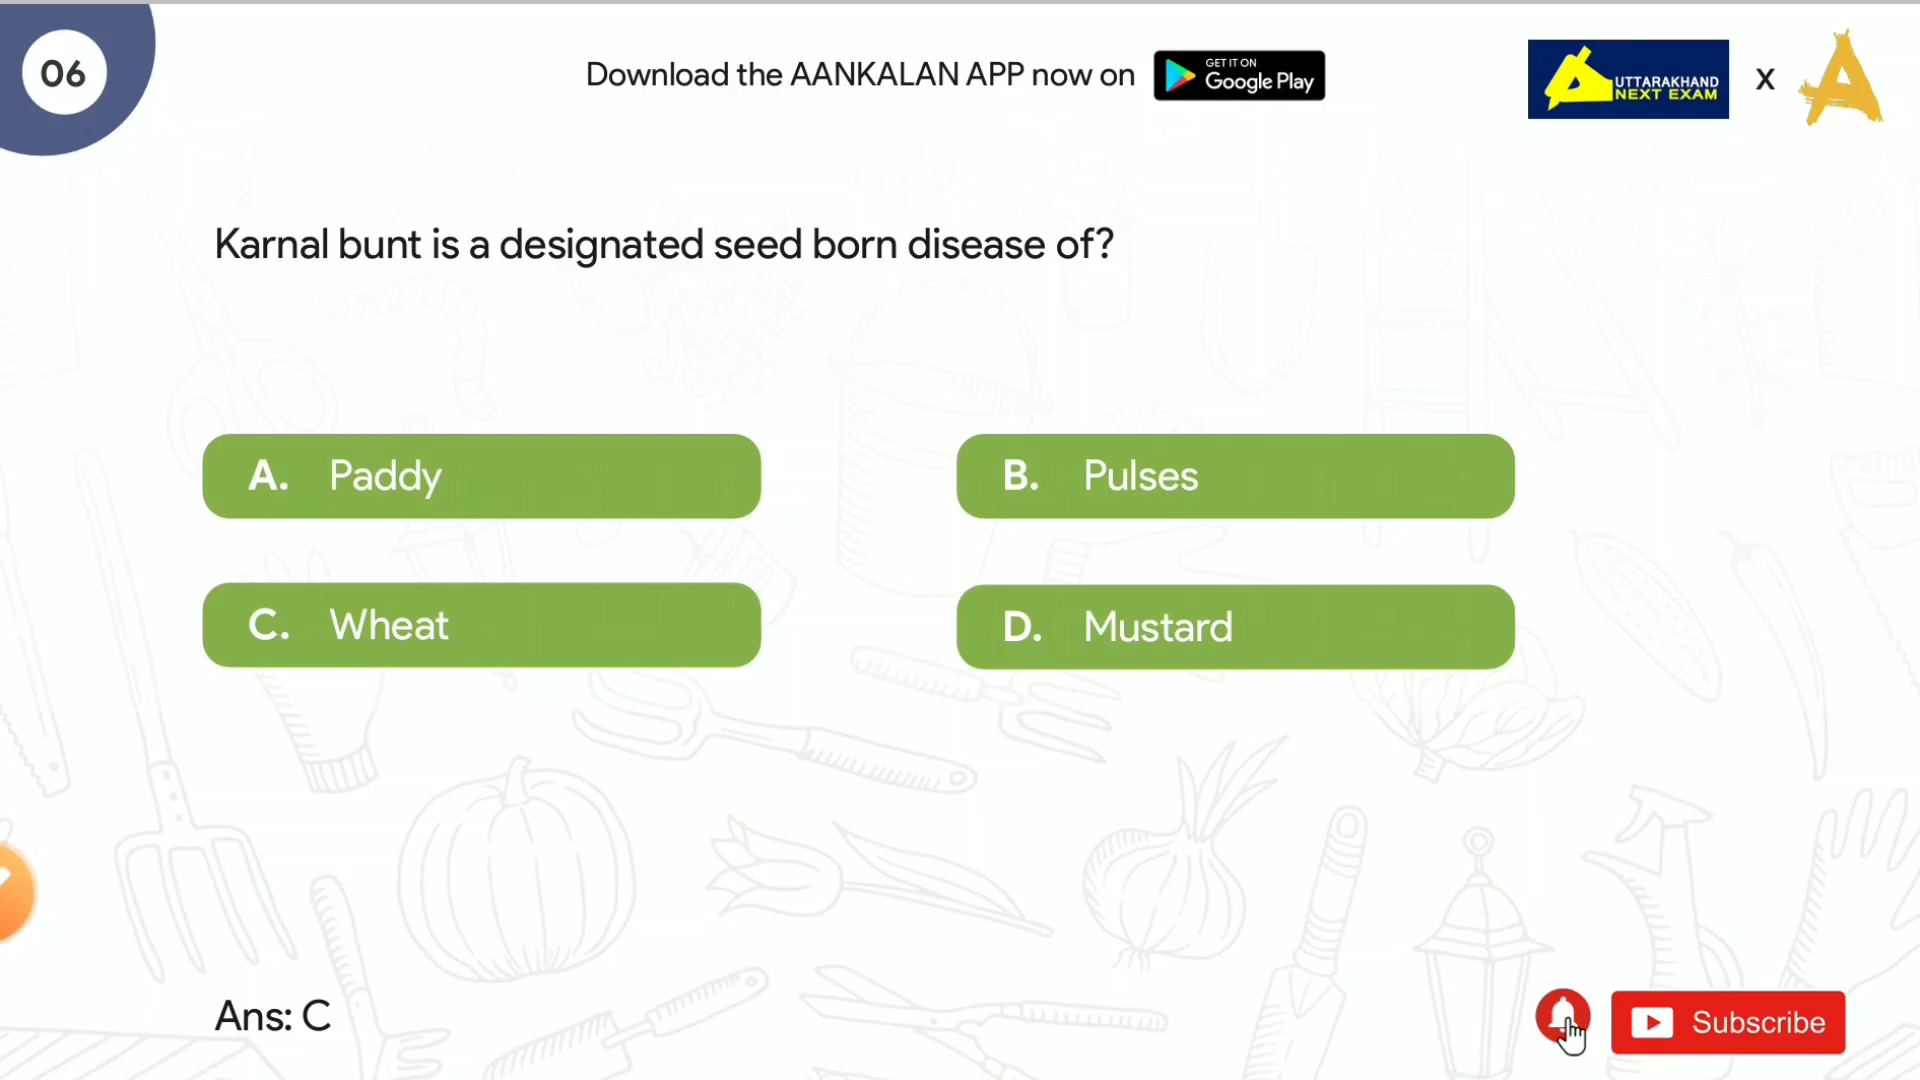 06
Download the AANKALAN APP now on
GET IT ON
Google Play
UTTARAKHAND
NEXT EXAM
X
Karnal bunt is a designated seed born disease of?
A. Paddy
B. Pulses
C. Wheat
D. Mustard
Ans: C
Subscribe